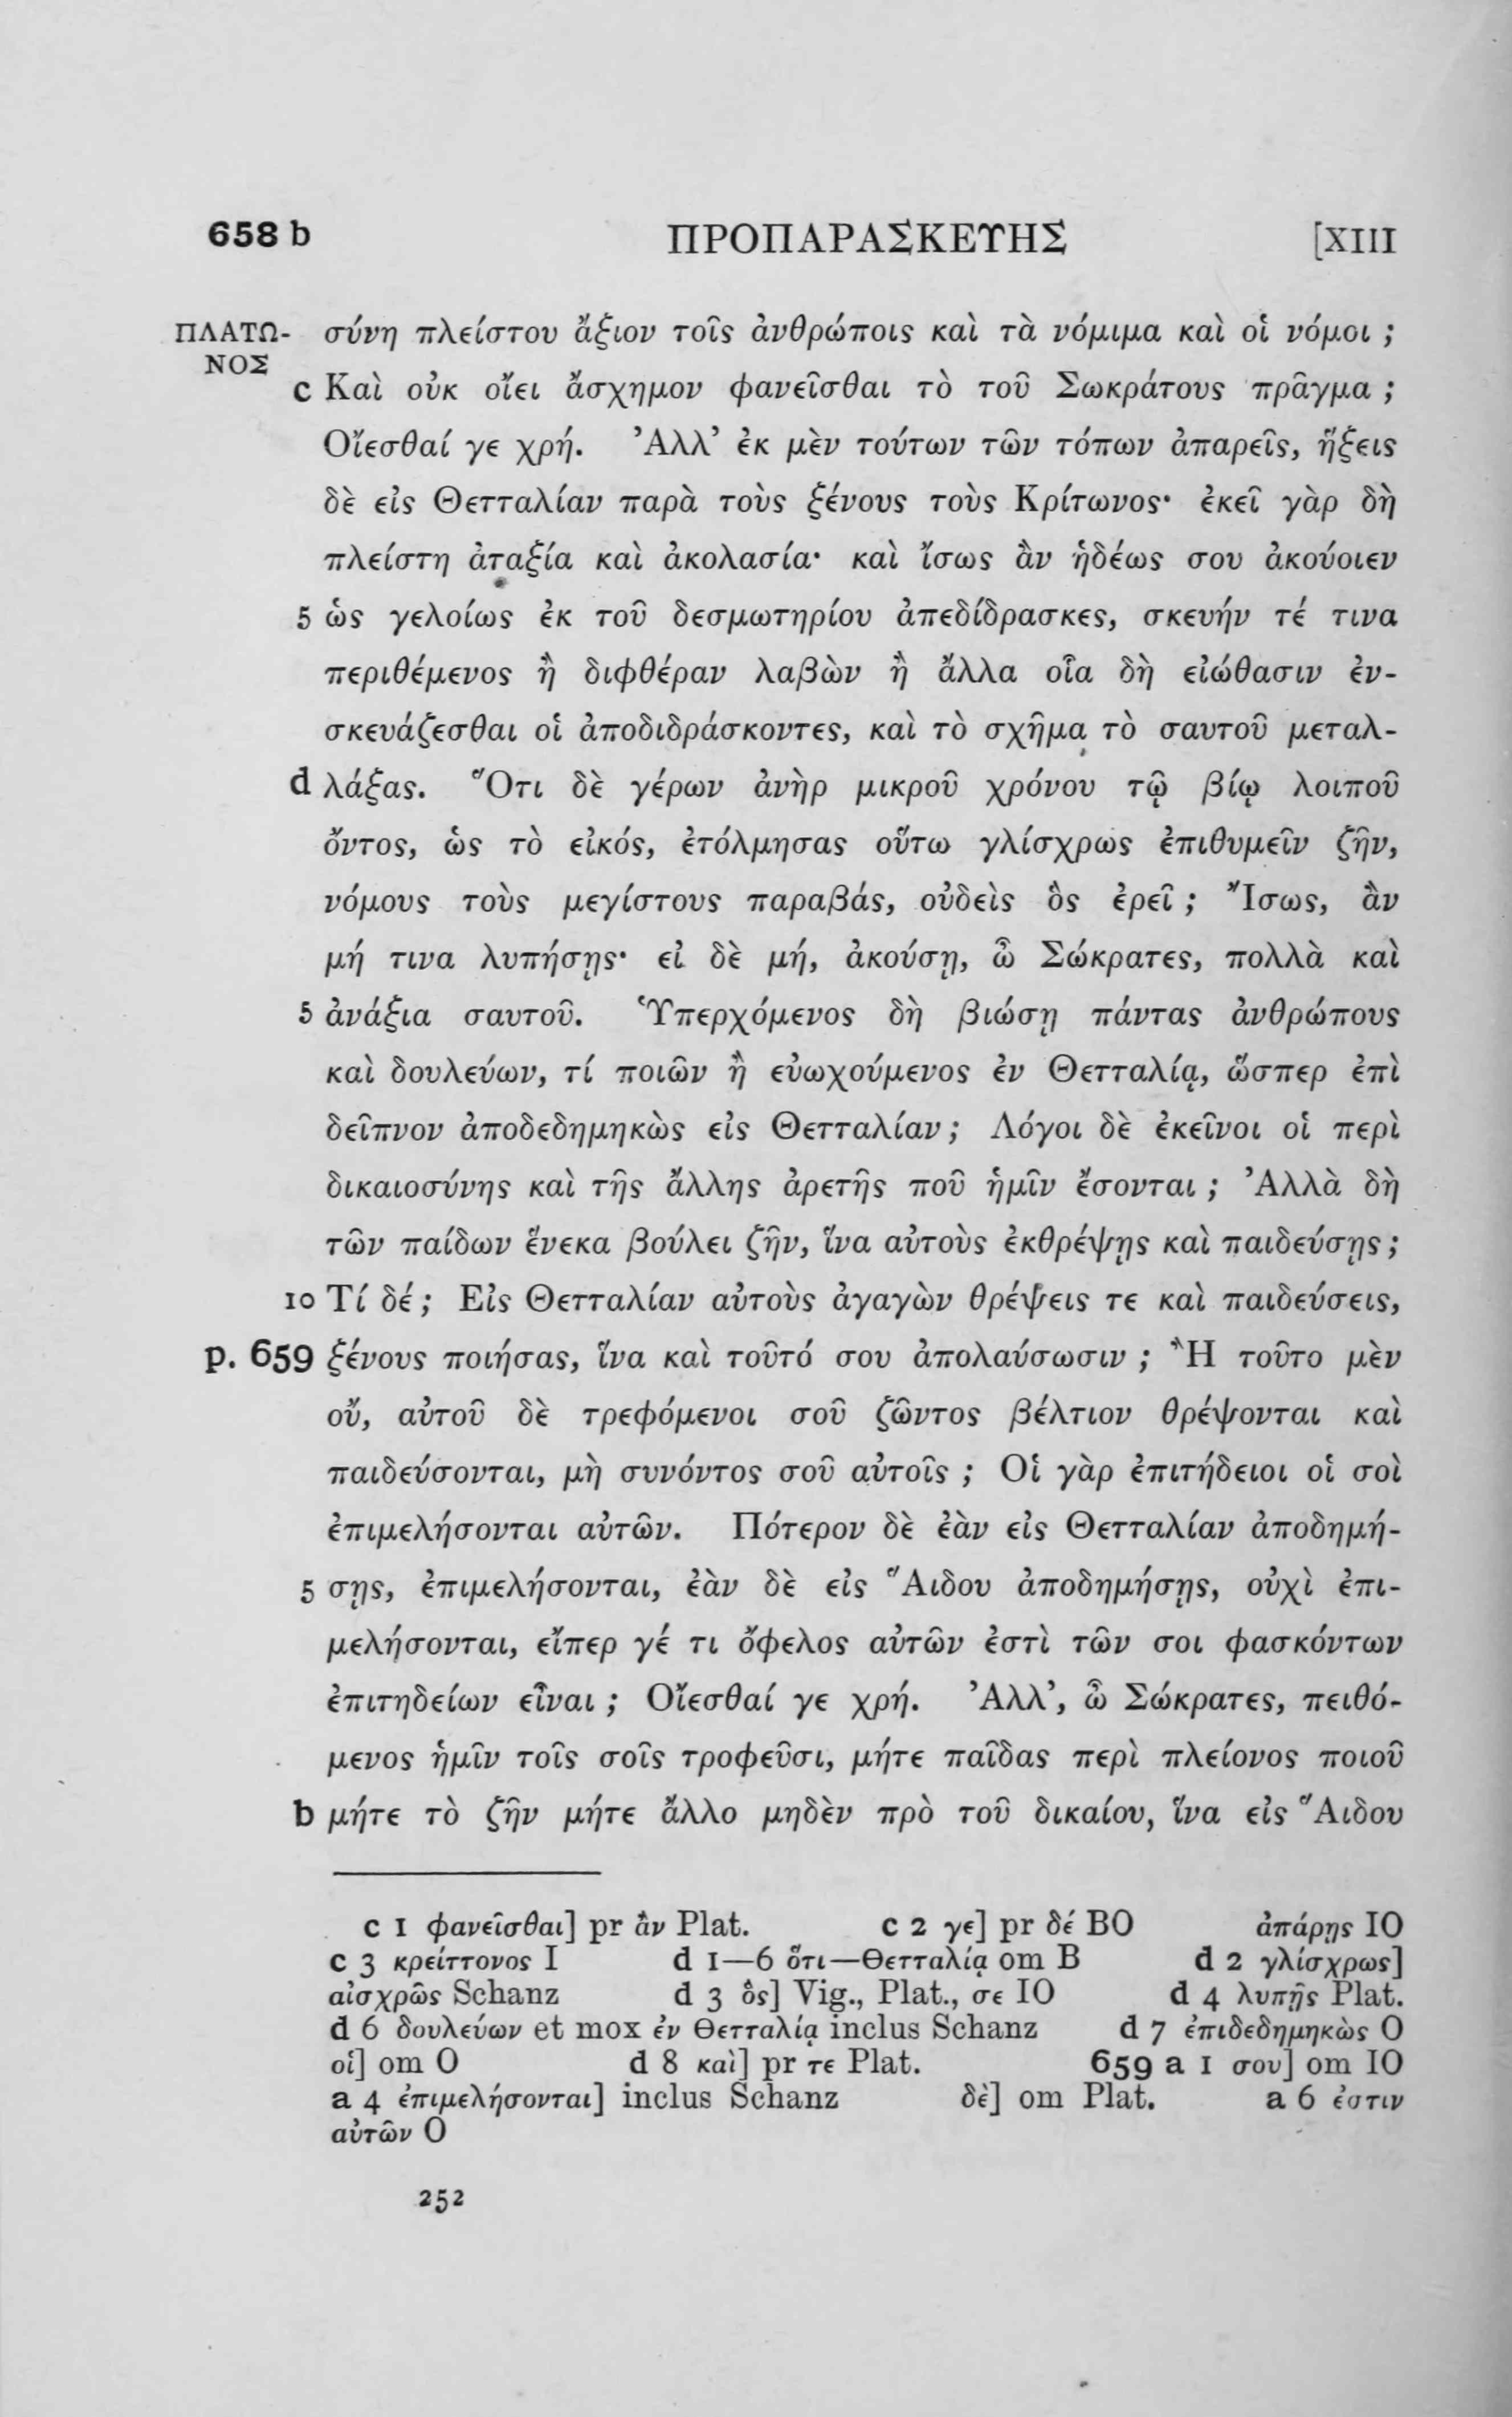 658 b ΠΡΟΠΑΡΑΣΚΕΥΗΣ [XIII
ΠΛΑΤΩ- σύνη πλείστου ἄξιον τοῖς ἀνθρώποις καὶ τὰ νόμιμα καὶ οἱ νόμοι ;
ΝΟΣ
c Καὶ οὐκ οἴει ἄσχημον φανεῖσθαι τὸ τοῦ Σωκράτους πρᾶγμα ;
Οἴεσθαί γε χρή. Ἀλλ’ ἐκ μὲν τούτων τῶν τόπων ἀπαρεῖς, ἥξεις
δὲ εἰς Θετταλίαν παρὰ τοὺς ξένους τοὺς Κρίτωνος· ἐκεῖ γὰρ δὴ
πλείστη ἀταξία καὶ ἀκολασία· καὶ ἴσως ἂν ἡδέως σου ἀκούοιεν
5 ὡς γελοίως ἐκ τοῦ δεσμωτηρίου ἀπεδίδρασκες, σκευήν τέ τινα
περιθέμενος ἢ διφθέραν λαβὼν ἢ ἄλλα οἷα δὴ εἰώθασιν ἐν-
σκευάζεσθαι οἱ ἀποδιδράσκοντες, καὶ τὸ σχῆμα τὸ σαυτοῦ μεταλ-
d λάξας. Ὅτι δὲ γέρων ἀνὴρ μικροῦ χρόνου τῷ βίῳ λοιποῦ
ὄντος, ὡς τὸ εἰκός, ἐτόλμησας οὕτω γλίσχρως ἐπιθυμεῖν ζῆν,
νόμους τοὺς μεγίστους παραβάς, οὐδεὶς ὃς ἐρεῖ ; Ἴσως, ἂν
μή τινα λυπήσῃς· εἰ δὲ μή, ἀκούσῃ, ὦ Σώκρατες, πολλὰ καὶ
5 ἀνάξια σαυτοῦ. Ὑπερχόμενος δὴ βιώσῃ πάντας ἀνθρώπους
καὶ δουλεύων, τί ποιῶν ἢ εὐωχούμενος ἐν Θετταλίᾳ, ὥσπερ ἐπὶ
δεῖπνον ἀποδεδημηκὼς εἰς Θετταλίαν ; Λόγοι δὲ ἐκεῖνοι οἱ περὶ
δικαιοσύνης καὶ τῆς ἄλλης ἀρετῆς ποῦ ἡμῖν ἔσονται ; Ἀλλὰ δὴ
τῶν παίδων ἕνεκα βούλει ζῆν, ἵνα αὐτοὺς ἐκθρέψῃς καὶ παιδεύσῃς ;
10 Τί δέ ; Εἰς Θετταλίαν αὐτοὺς ἀγαγὼν θρέψεις τε καὶ παιδεύσεις,
p. 659 ξένους ποιήσας, ἵνα καὶ τοῦτό σου ἀπολαύσωσιν ; Ἢ τοῦτο μὲν
οὔ, αὐτοῦ δὲ τρεφόμενοι σοῦ ζῶντος βέλτιον θρέψονται καὶ
παιδεύσονται, μὴ συνόντος σοῦ αὐτοῖς ; Οἱ γὰρ ἐπιτήδειοι οἱ σοὶ
ἐπιμελήσονται αὐτῶν. Πότερον δὲ ἐὰν εἰς Θετταλίαν ἀποδημή-
5 σῃς, ἐπιμελήσονται, ἐὰν δὲ εἰς Ἅιδου ἀποδημήσῃς, οὐχὶ ἐπι-
μελήσονται, εἴπερ γέ τι ὄφελος αὐτῶν ἐστὶ τῶν σοι φασκόντων
ἐπιτηδείων εἶναι ; Οἴεσθαί γε χρή. Ἀλλ’, ὦ Σώκρατες, πειθό-
μενος ἡμῖν τοῖς σοῖς τροφεῦσι, μήτε παῖδας περὶ πλείονος ποιοῦ
b μήτε τὸ ζῆν μήτε ἄλλο μηδὲν πρὸ τοῦ δικαίου, ἵνα εἰς Ἅιδου
c 1 φανεῖσθαι] pr ἂν Plat. c 2 γε] pr δέ BO ἀπάρῃς IO
c 3 κρείττονος I d 1—6 ὅτι—Θετταλίᾳ om B d 2 γλίσχρως]
αἰσχρῶς Schanz d 3 ὃς] Vig., Plat., σε IO d 4 λυπῇς Plat.
d 6 δουλεύων et mox ἐν Θετταλίᾳ inclus Schanz d 7 ἐπιδεδημηκὼς O
οἱ] om O d 8 καὶ] pr τε Plat. 659 a 1 σου] om IO
a 4 ἐπιμελήσονται] inclus Schanz δὲ] om Plat. a 6 ἐστιν
αὐτῶν O
252